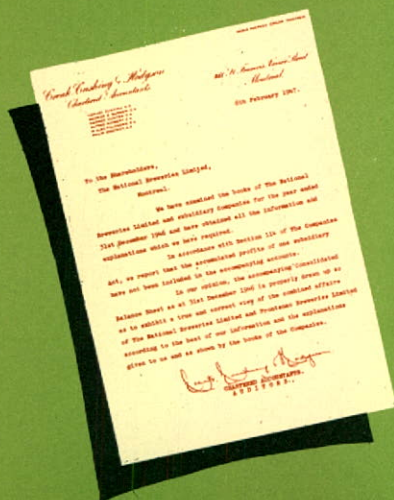 Creak Cushing & Hodgson
Chartered Accountants
Montreal.
6th February 1947.
To the Shareholders,
The National Breweries Limited,
Montreal.
We have examined the books of The National
Breweries Limited and subsidiary companies for the year ended
31st December 1946 and have obtained all the information and
explanations which we have required.
In accordance with Section 114 of The Companies
Act, we report that the accumulated profits of one subsidiary
have not been included in the accompanying accounts.
In our opinion, the accompanying Consolidated
Balance Sheet as at 31st December 1946 is properly drawn up so
as to exhibit a true and correct view of the combined affairs
of The National Breweries Limited and Frontenac Breweries Limited
according to the best of our information and the explanations
given to us and as shown by the books of the Companies.
CHARTERED ACCOUNTANTS.
AUDITORS.